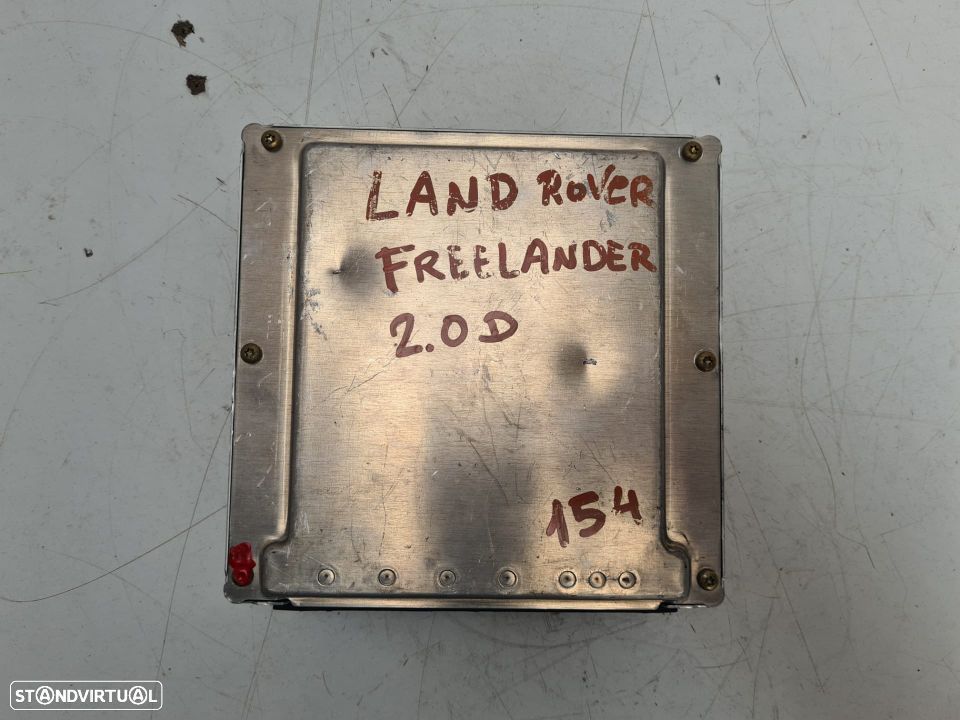 LAND ROVER
FREELANDER
2.0D
154
STANDVIRTUAL